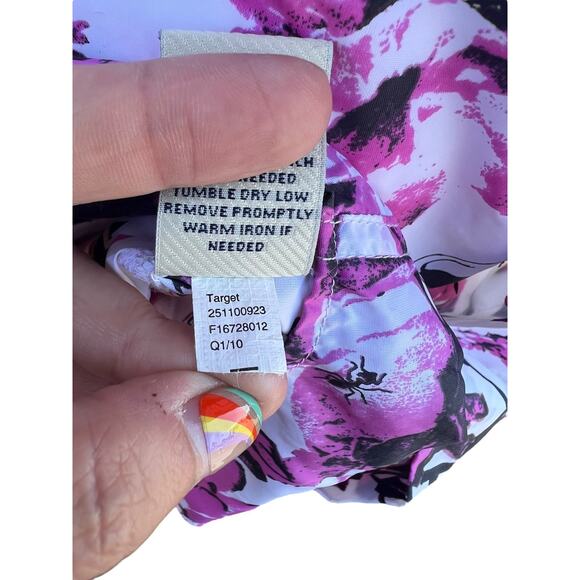 NEEDED
TUMBLE DRY LOW
REMOVE PROMPTLY
WARM IRON IF
NEEDED
Target
251100923
F16728012
Q1/10